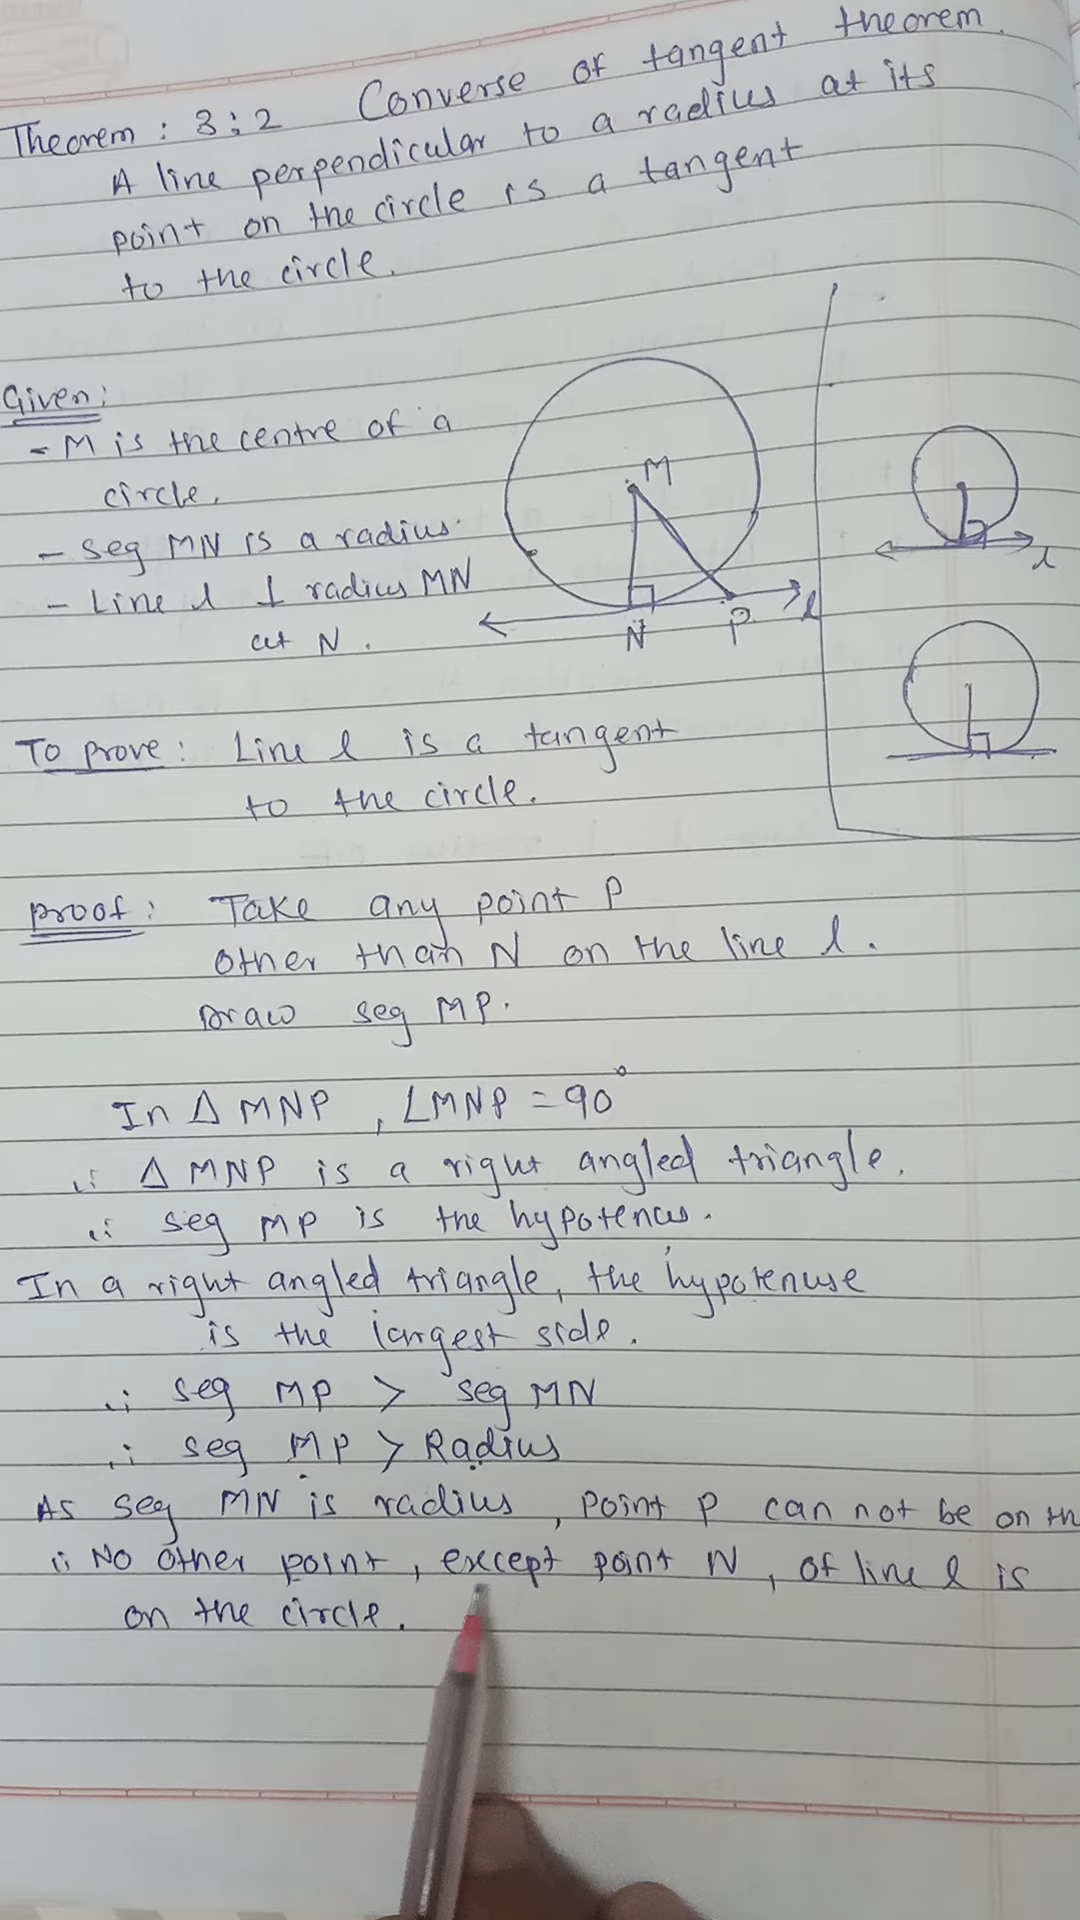 Theorem : 3:2 Converse of tangent theorem.
A line perpendicular to a radius at its
point on the circle is a tangent
to the circle.
Given:
- M is the centre of a
circle.
- seg MN is a radius.
- Line l ⊥ radius MN
at N.
M
N
P
l
l
To prove: Line l is a tangent
to the circle.
proof: Take any point P
other than N on the line l.
Draw seg MP.
In Δ MNP, ∠MNP = 90°
∴ Δ MNP is a right angled triangle.
∴ seg MP is the hypotenus.
In a right angled triangle, the hypotenuse
is the largest side.
∴ seg MP > seg MN
∴ seg MP > Radius
As seg MN is radius, point P can not be on th
∴ No other point, except point N, of line l is
on the circle.